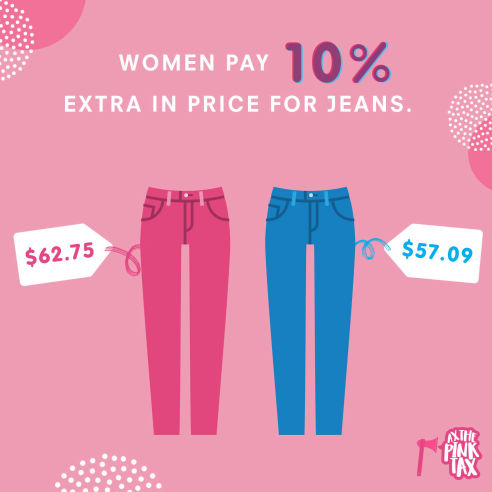 WOMEN PAY 10%
EXTRA IN PRICE FOR JEANS.
$62.75
$57.09
AX THE
PINK
TAX